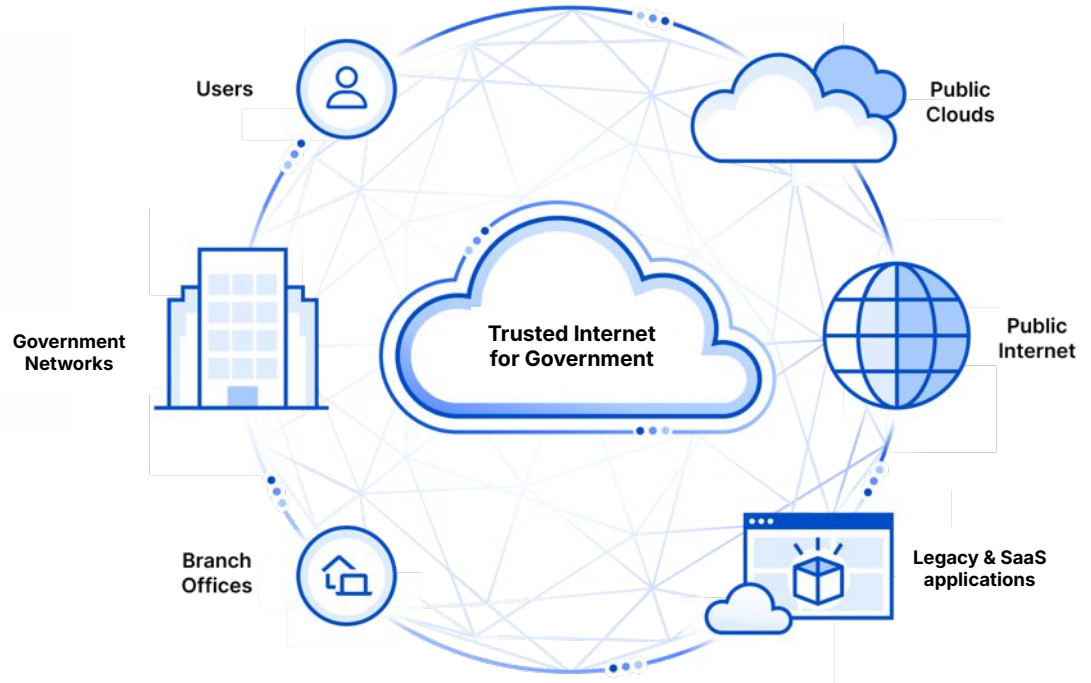 Users
Public
Clouds
Government
Networks
Trusted Internet
for Government
Public
Internet
Branch
Offices
Legacy & SaaS
applications